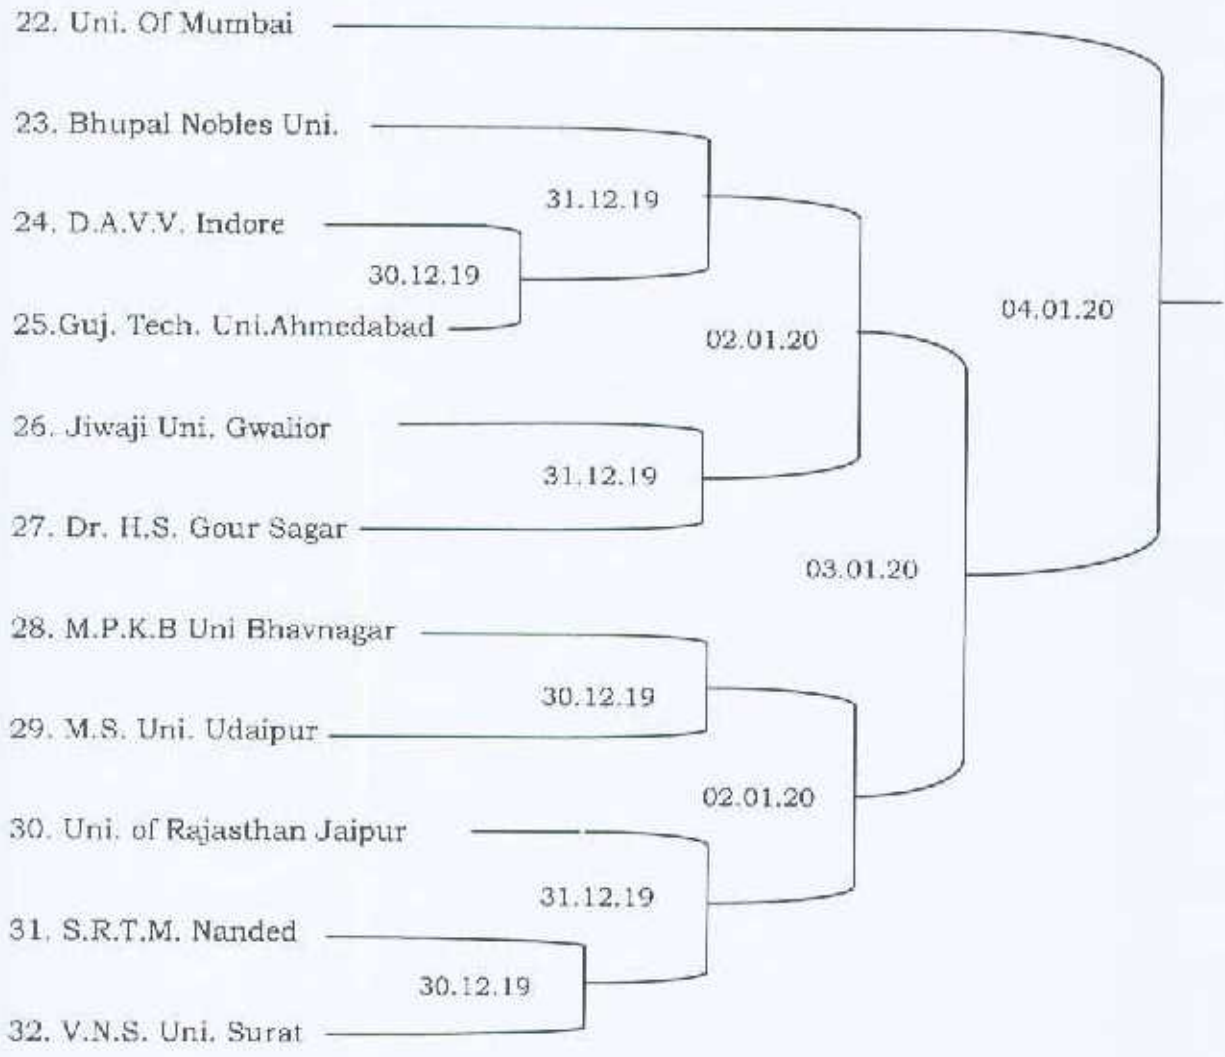 22. Uni. Of Mumbai
23. Bhupal Nobles Uni.
31.12.19
24. D.A.V.V. Indore
30.12.19
04.01.20
25.Guj. Tech. Uni.Ahmedabad
02.01.20
26. Jiwaji Uni. Gwalior
31.12.19
27. Dr. H.S. Gour Sagar
03.01.20
28. M.P.K.B Uni Bhavnagar
30.12.19
29. M.S. Uni. Udaipur
02.01.20
30. Uni. of Rajasthan Jaipur
31.12.19
31. S.R.T.M. Nanded
30.12.19
32. V.N.S. Uni. Surat